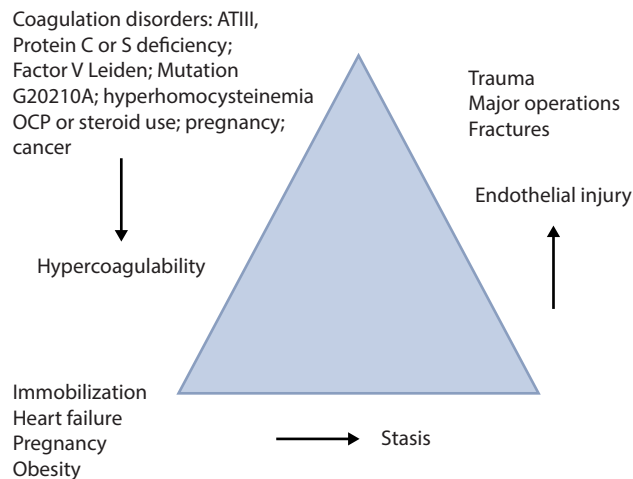 Coagulation disorders: ATIII,
Protein C or S deficiency;
Factor V Leiden; Mutation
G20210A; hyperhomocysteinemia
OCP or steroid use; pregnancy;
cancer
Hypercoagulability
Trauma
Major operations
Fractures
Endothelial injury
Immobilization
Heart failure
Pregnancy
Obesity
Stasis